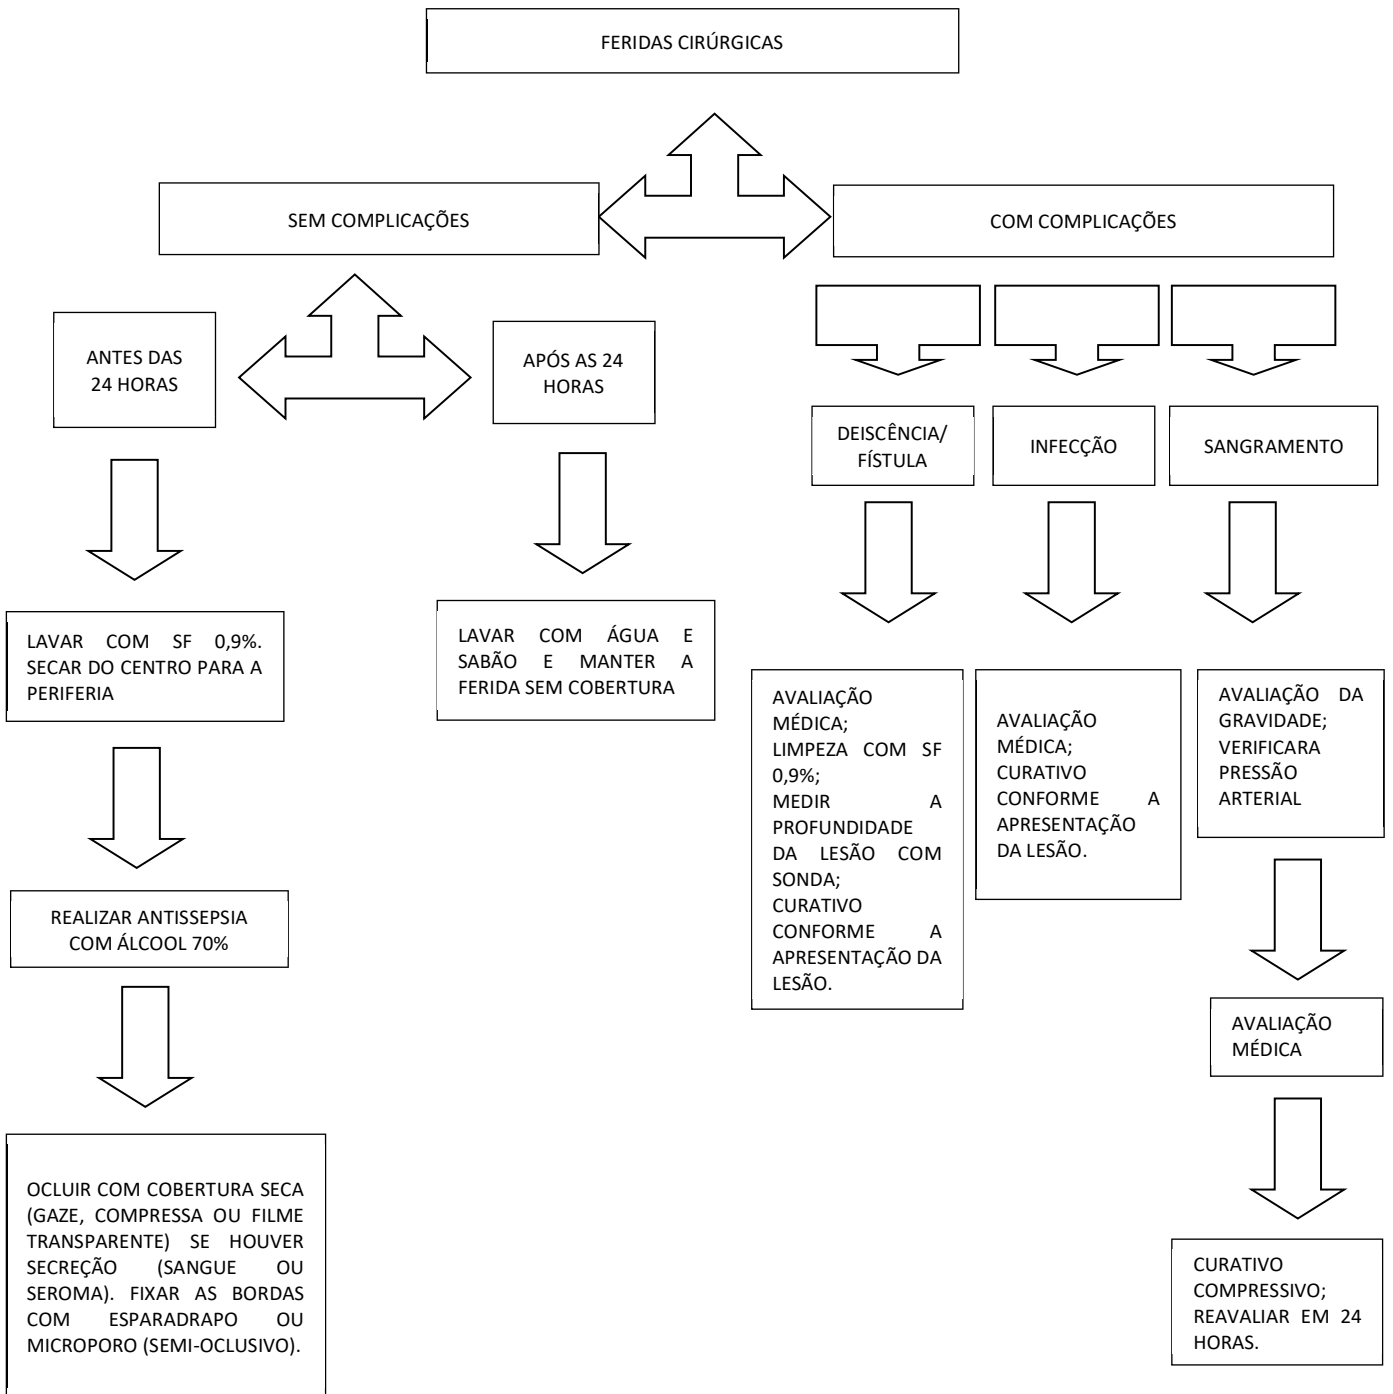 FERIDAS CIRÚRGICAS
SEM COMPLICAÇÕES
COM COMPLICAÇÕES
ANTES DAS
24 HORAS
APÓS AS 24
HORAS
DEISCÊNCIA/
FÍSTULA
INFECÇÃO
SANGRAMENTO
LAVAR COM SF 0,9%.
SECAR DO CENTRO PARA A
PERIFERIA
LAVAR COM ÁGUA E
SABÃO E MANTER A
FERIDA SEM COBERTURA
AVALIAÇÃO
MÉDICA;
LIMPEZA COM SF
0,9%;
MEDIR A
PROFUNDIDADE
DA LESÃO COM
SONDA;
CURATIVO
CONFORME A
APRESENTAÇÃO DA
LESÃO.
AVALIAÇÃO
MÉDICA;
CURATIVO
CONFORME A
APRESENTAÇÃO
DA LESÃO.
AVALIAÇÃO DA
GRAVIDADE;
VERIFICARA
PRESSÃO
ARTERIAL
REALIZAR ANTISSEPSIA
COM ÁLCOOL 70%
AVALIAÇÃO
MÉDICA
OCLUIR COM COBERTURA SECA
(GAZE, COMPRESSA OU FILME
TRANSPARENTE) SE HOUVER
SECREÇÃO (SANGUE OU
SEROMA). FIXAR AS BORDAS
COM ESPARADRAPO OU
MICROPORO (SEMI-OCLUSIVO).
CURATIVO
COMPRESSIVO;
REAVALIAR EM 24
HORAS.